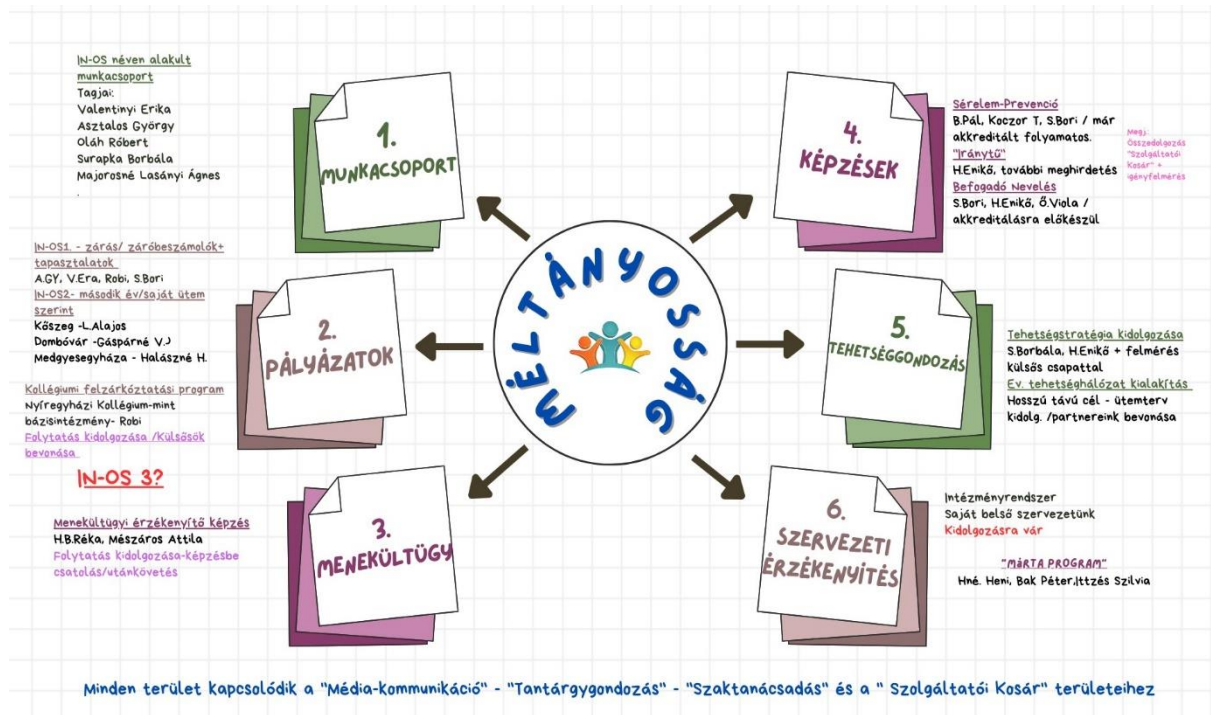 IN-OS néven alakult
munkacsoport
Tagjai:
Valentinyi Erika
Asztalos György
Oláh Róbert
Surapka Borbála
Majorosné Lasányi Ágnes
.
1.
MUNKACSOPORT
IN-OS1. - zárás/ záróbeszámolók+
tapasztalatok
A.GY, V.Era, Robi, S.Bori
IN-OS2- második év/saját ütem
szerint
Kőszeg -L.Alajos
Dombóvár -Gáspárné V.J
Medgyesegyháza - Halászné H.
Kollégiumi felzárkóztatási program
Nyíregyházi Kollégium-mint
bázisintézmény- Robi
Folytatás kidolgozása /Külsősök
bevonása
IN-OS 3?
2.
PÁLYÁZATOK
Menekültügyi érzékenyítő képzés
H.B.Réka, Mészáros Attila
Folytatás kidolgozása-képzésbe
csatolás/utánkövetés
3.
MENEKÜLTÜGY
MÉLTÁNYOSSÁG
4.
KÉPZÉSEK
Sérelem-Prevenció
B.Pál, Koczor T, S.Bori / már
akkreditált folyamatos.
"Iránytű"
H.Enikő, további meghirdetés
Befogadó Nevelés
S.Bori, H.Enikő, Ő.Viola /
akkreditálásra előkészül
Megj.:
Összedolgozás
"Szolgáltatói
Kosár" +
igényfelmérés
5.
TEHETSÉGGONDOZÁS
Tehetségstratégia kidolgozása
S.Borbála, H.Enikő + felmérés
külsős csapattal
Ev. tehetséghálózat kialakítás
Hosszú távú cél - ütemterv
kidolg. /partnereink bevonása
6.
SZERVEZETI
ÉRZÉKENYÍTÉS
Intézményrendszer
Saját belső szervezetünk
Kidolgozásra vár
"MáRTA PROGRAM"
Hné. Heni, Bak Péter,Ittzés Szilvia
Minden terület kapcsolódik a "Média-kommunikáció" - "Tantárgygondozás" - "Szaktanácsadás" és a " Szolgáltatói Kosár" területeihez